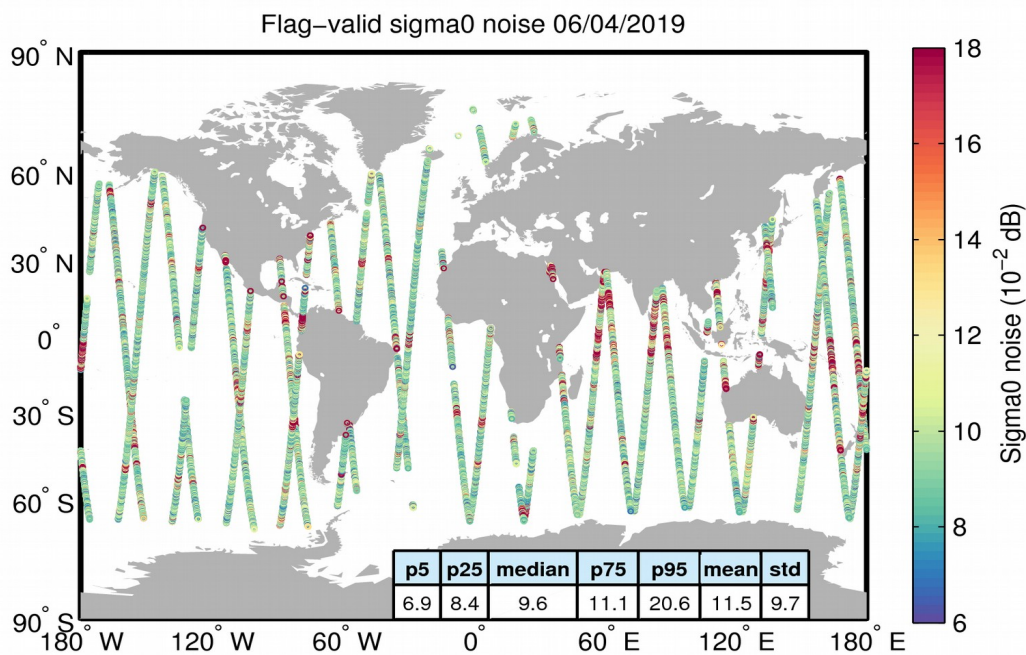 Flag−valid sigma0 noise 06/04/2019
90° N
60° N
30° N
0°
30° S
60° S
90° S
180° W
120° W
60° W
0°
60° E
120° E
180° E
p5 p25 median p75 p95 mean std
6.9 8.4 9.6 11.1 20.6 11.5 9.7
18
16
14
12
10
8
6
Sigma0 noise (10⁻² dB)